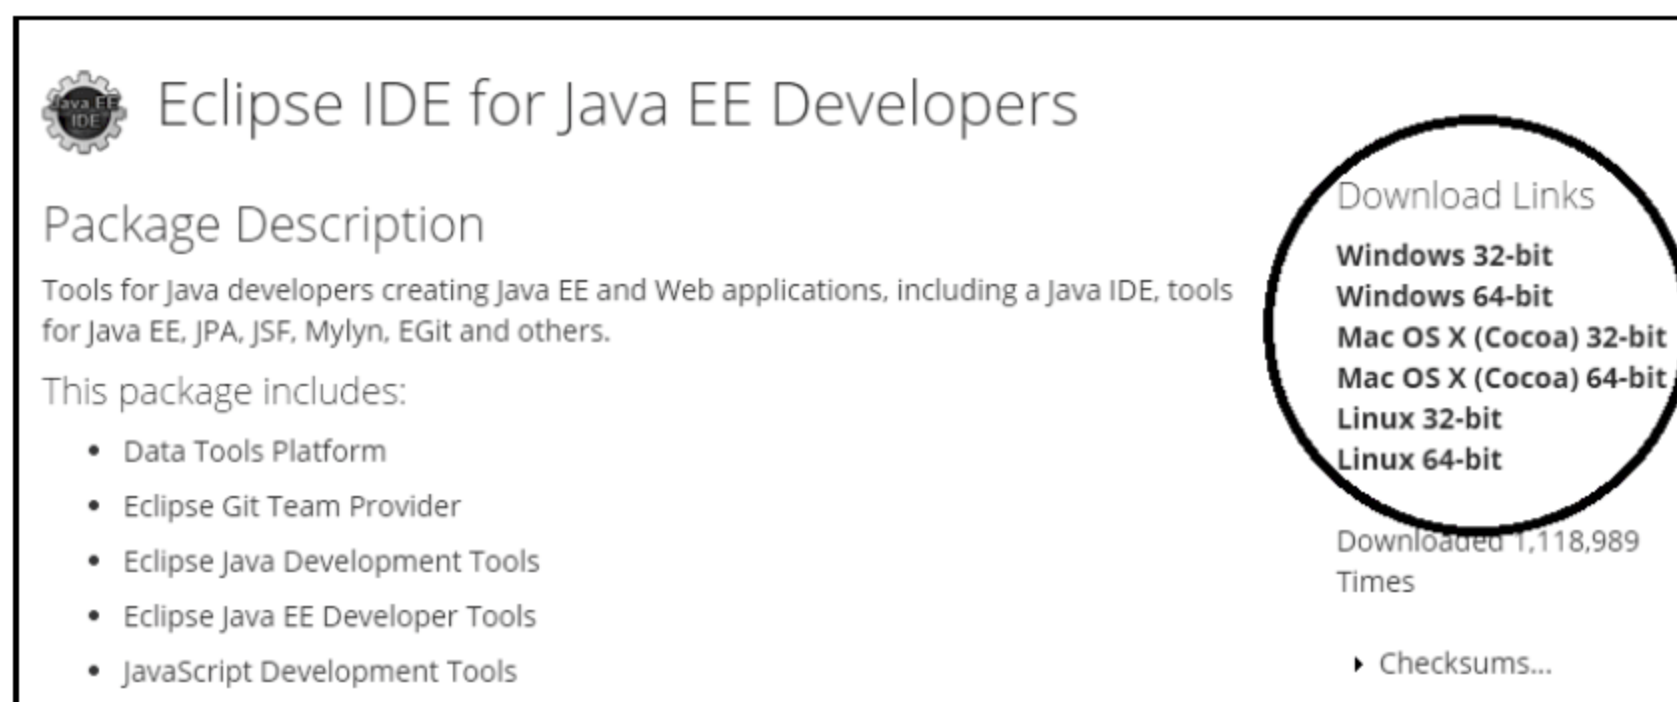 Java EE
IDE
Eclipse IDE for Java EE Developers
Package Description
Tools for Java developers creating Java EE and Web applications, including a Java IDE, tools
for Java EE, JPA, JSF, Mylyn, EGit and others.
This package includes:
• Data Tools Platform
• Eclipse Git Team Provider
• Eclipse Java Development Tools
• Eclipse Java EE Developer Tools
• JavaScript Development Tools
Download Links
Windows 32-bit
Windows 64-bit
Mac OS X (Cocoa) 32-bit
Mac OS X (Cocoa) 64-bit
Linux 32-bit
Linux 64-bit
Downloaded 1,118,989
Times
Checksums...